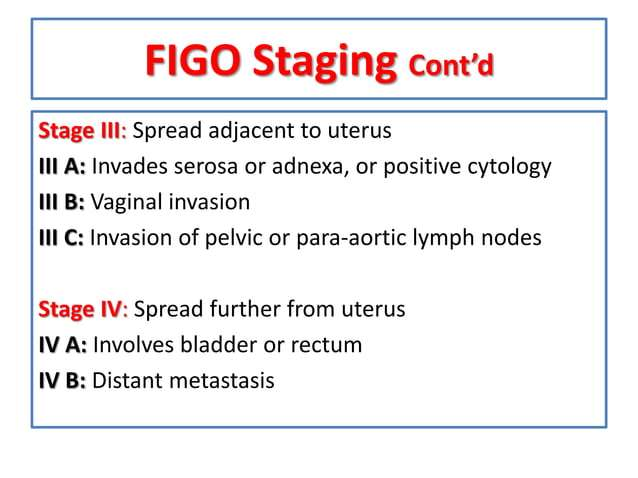 FIGO Staging Cont’d
Stage III: Spread adjacent to uterus
III A: Invades serosa or adnexa, or positive cytology
III B: Vaginal invasion
III C: Invasion of pelvic or para-aortic lymph nodes
Stage IV: Spread further from uterus
IV A: Involves bladder or rectum
IV B: Distant metastasis